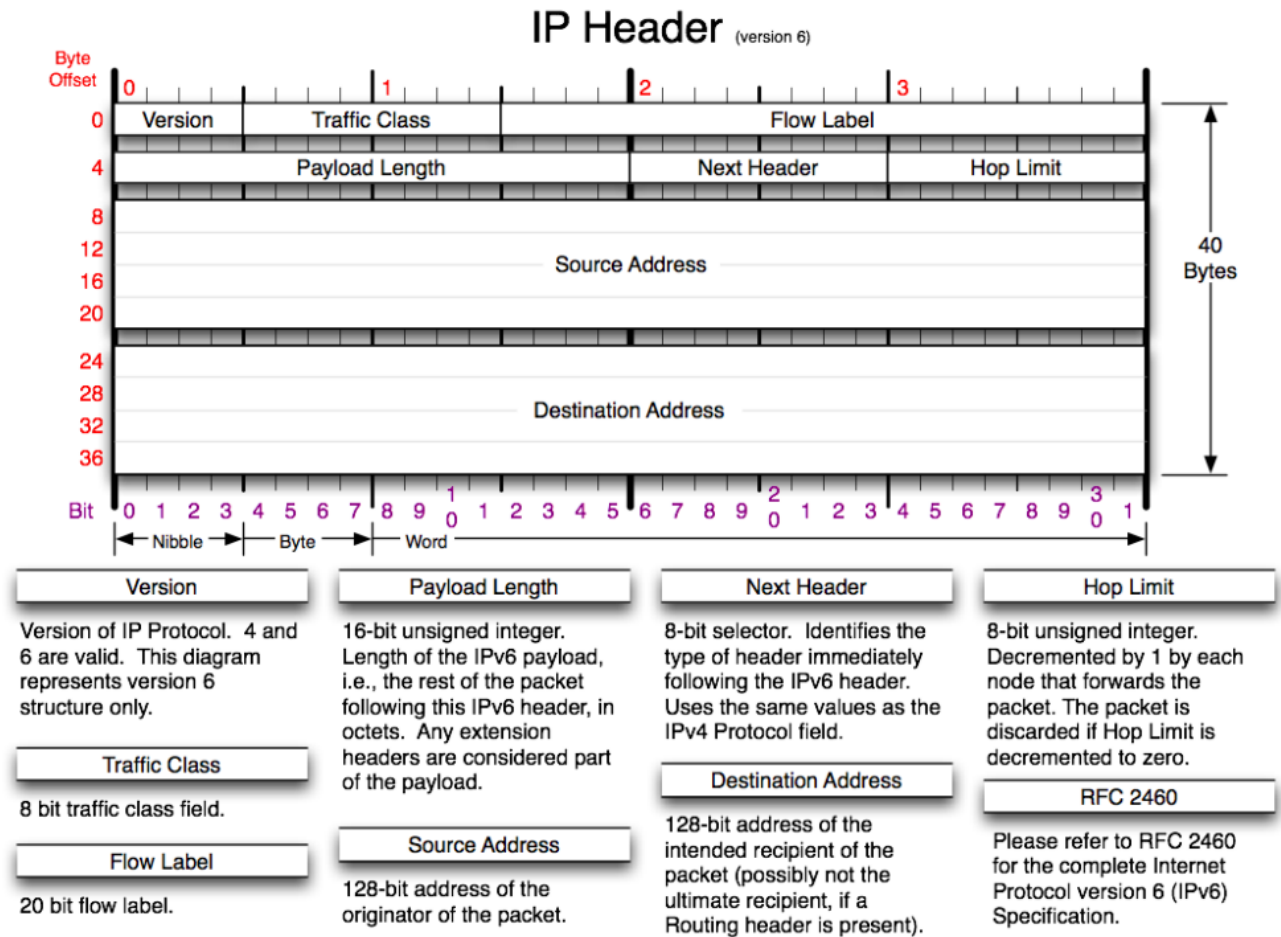 IP Header (version 6)
Byte
Offset
0 1 2 3
0 Version Traffic Class Flow Label
4 Payload Length Next Header Hop Limit
8
12
16
20
Source Address
24
28
32
36
Destination Address
40
Bytes
Bit 0 1 2 3 4 5 6 7 8 9 10 1 2 3 4 5 6 7 8 9 20 1 2 3 4 5 6 7 8 9 30 1
Nibble Byte Word
Version
Version of IP Protocol. 4 and
6 are valid. This diagram
represents version 6
structure only.
Traffic Class
8 bit traffic class field.
Flow Label
20 bit flow label.
Payload Length
16-bit unsigned integer.
Length of the IPv6 payload,
i.e., the rest of the packet
following this IPv6 header, in
octets. Any extension
headers are considered part
of the payload.
Source Address
128-bit address of the
originator of the packet.
Next Header
8-bit selector. Identifies the
type of header immediately
following the IPv6 header.
Uses the same values as the
IPv4 Protocol field.
Destination Address
128-bit address of the
intended recipient of the
packet (possibly not the
ultimate recipient, if a
Routing header is present).
Hop Limit
8-bit unsigned integer.
Decremented by 1 by each
node that forwards the
packet. The packet is
discarded if Hop Limit is
decremented to zero.
RFC 2460
Please refer to RFC 2460
for the complete Internet
Protocol version 6 (IPv6)
Specification.